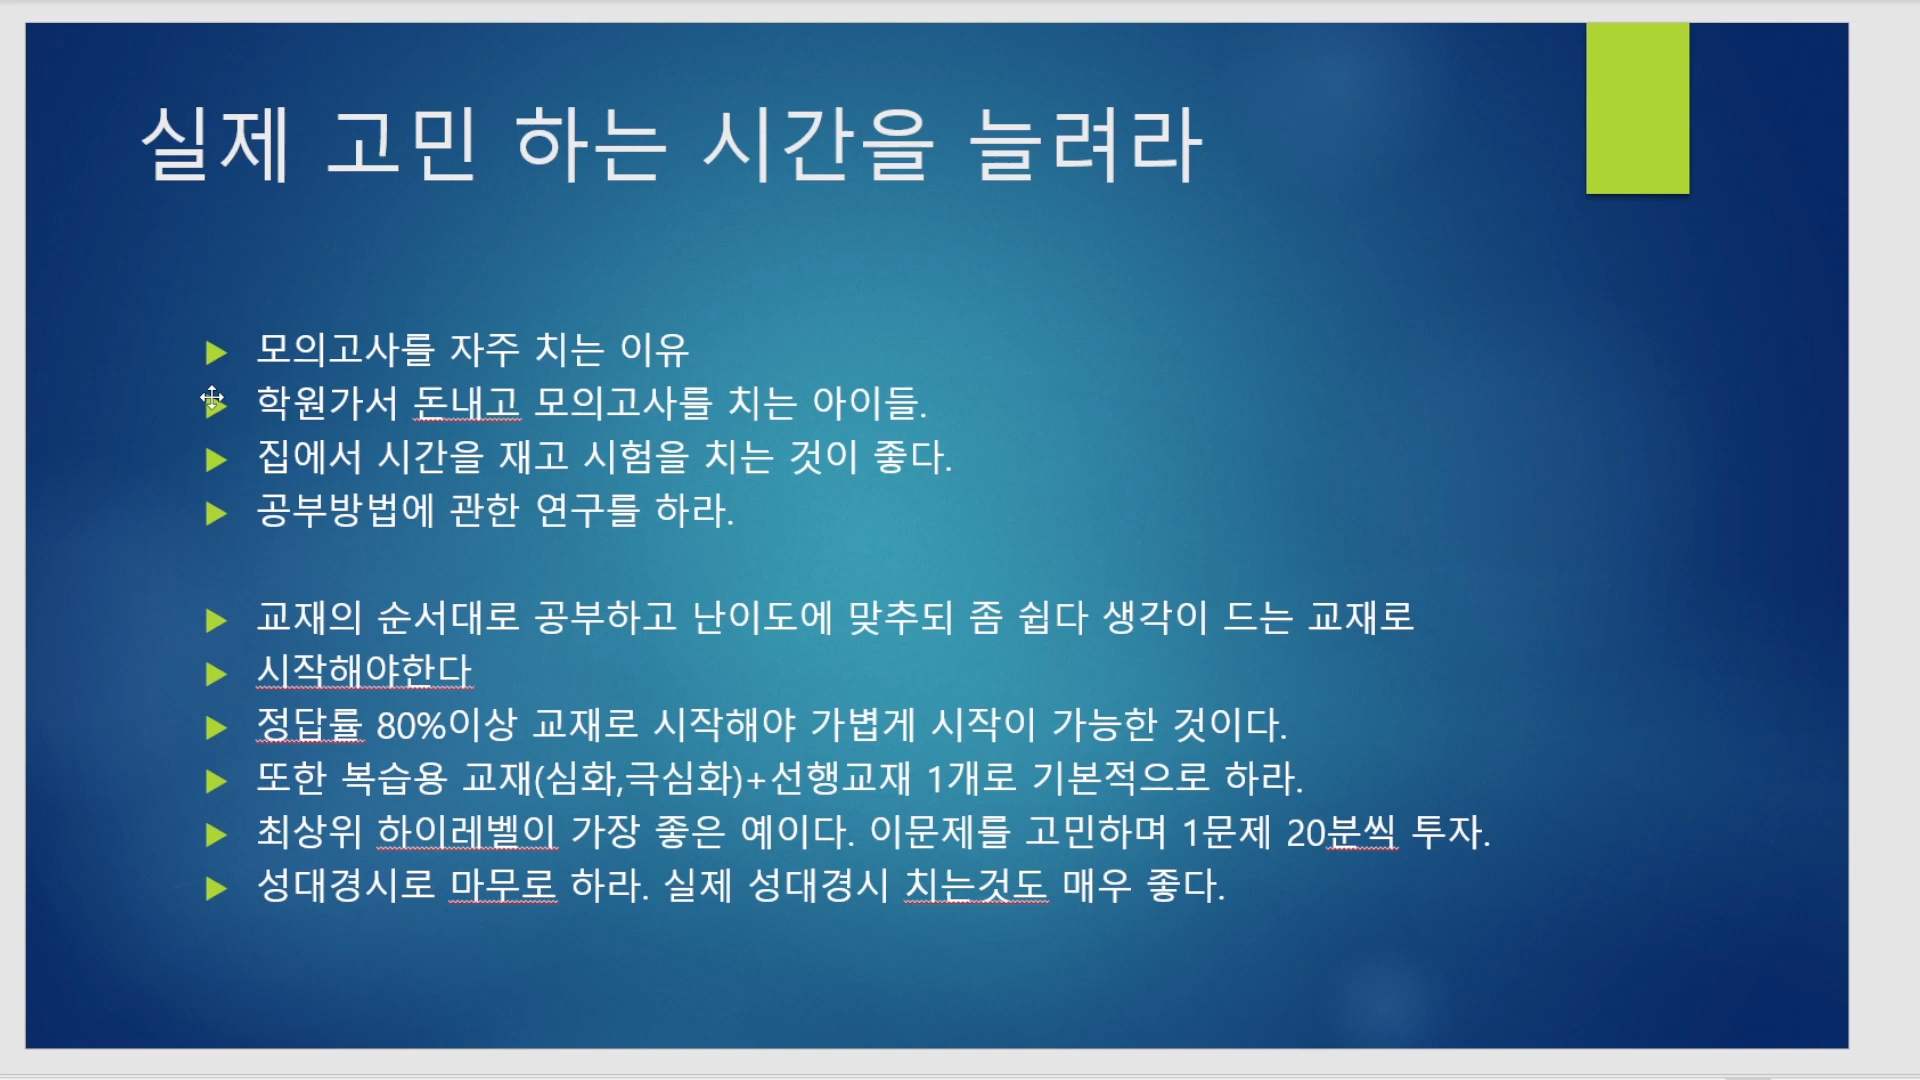 실제 고민 하는 시간을 늘려라
모의고사를 자주 치는 이유
학원가서 돈내고 모의고사를 치는 아이들.
집에서 시간을 재고 시험을 치는 것이 좋다.
공부방법에 관한 연구를 하라.
교재의 순서대로 공부하고 난이도에 맞추되 좀 쉽다 생각이 드는 교재로
시작해야한다
정답률 80%이상 교재로 시작해야 가볍게 시작이 가능한 것이다.
또한 복습용 교재(심화,극심화)+선행교재 1개로 기본적으로 하라.
최상위 하이레벨이 가장 좋은 예이다. 이문제를 고민하며 1문제 20분씩 투자.
성대경시로 마무로 하라. 실제 성대경시 치는것도 매우 좋다.